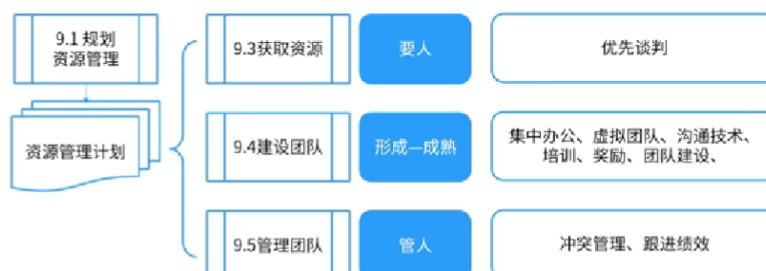 9.1 规划
资源管理
资源管理计划
9.3获取资源
要人
优先谈判
9.4建设团队
形成—成熟
集中办公、虚拟团队、沟通技术、
培训、奖励、团队建设、
9.5管理团队
管人
冲突管理、跟进绩效